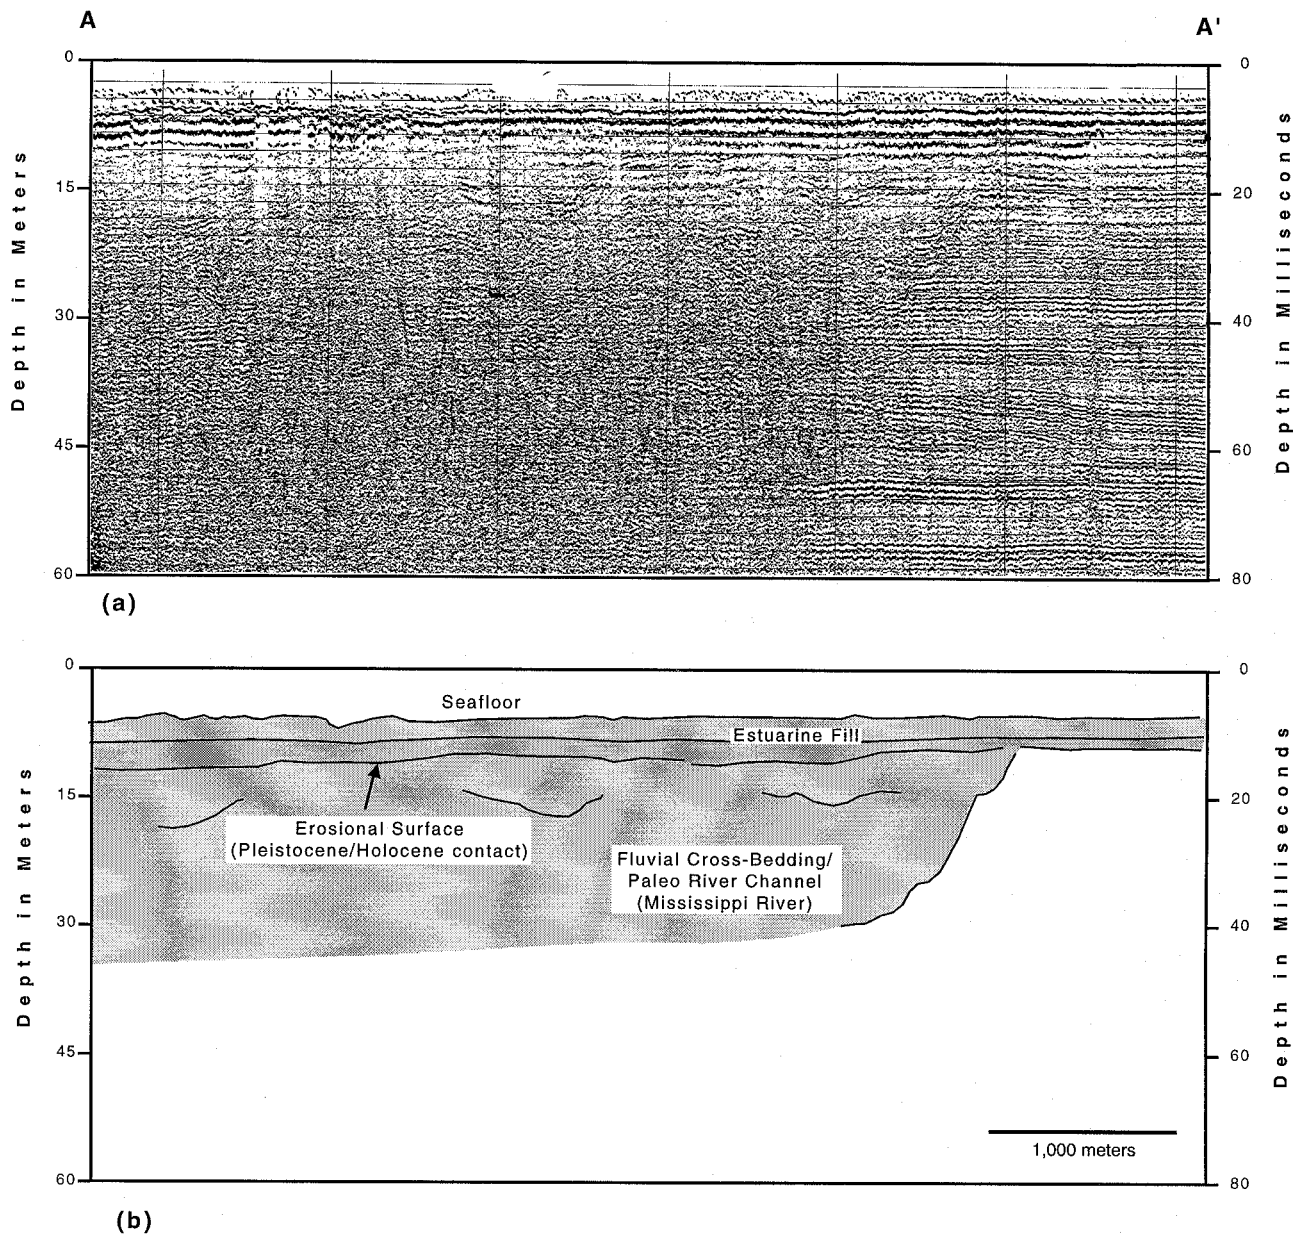 A
A'
0
15
30
45
60
Depth in Meters
0
20
40
60
80
Depth in Milliseconds
(a)
0
15
30
45
60
Depth in Meters
0
20
40
60
80
Depth in Milliseconds
Seafloor
Estuarine Fill
Erosional Surface
(Pleistocene/Holocene contact)
Fluvial Cross-Bedding/
Paleo River Channel
(Mississippi River)
1,000 meters
(b)